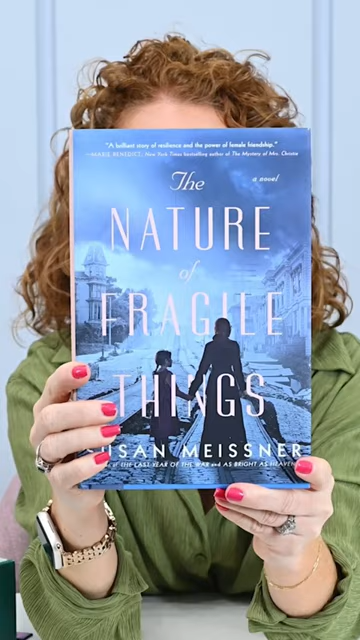 "A brilliant story of resilience and the power of female friendship."
—MARIE BENEDICT, New York Times bestselling author of The Mystery of Mrs. Christie
The
a novel
NATURE
of
FRAGILE
THINGS
SUSAN MEISSNER
of THE LAST YEAR OF THE WAR and AS BRIGHT AS HEAVEN